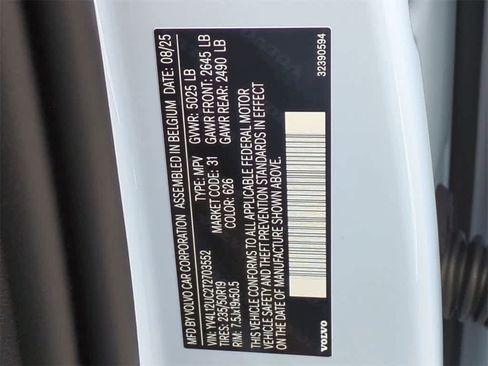 MFD BY VOLVO CAR CORPORATION ASSEMBLED IN BELGIUM DATE: 08/25
GVWR: 5025 LB
GAWR FRONT: 2645 LB
GAWR REAR: 2490 LB
VIN: YV4L12UC2T2703552 TYPE: MPV
TIRES: 235/50R19 MARKET CODE: 31
RIM: 7.5Jx19x50.5 COLOR: 626
THIS VEHICLE CONFORMS TO ALL APPLICABLE FEDERAL MOTOR
VEHICLE SAFETY AND THEFT PREVENTION STANDARDS IN EFFECT
ON THE DATE OF MANUFACTURE SHOWN ABOVE.
VOLVO 32390594